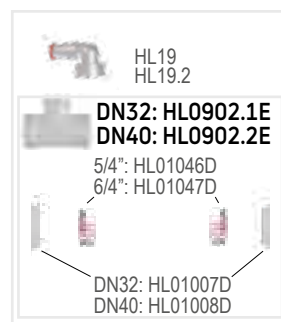 HL19
HL19.2
DN32: HL0902.1E
DN40: HL0902.2E
5/4”: HL01046D
6/4”: HL01047D
DN32: HL01007D
DN40: HL01008D